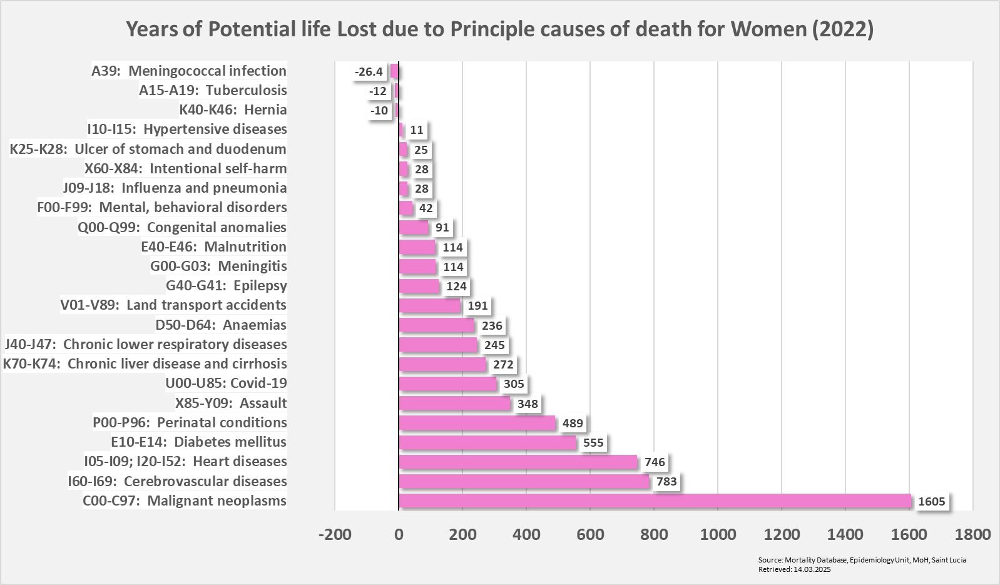 Years of Potential life Lost due to Principle causes of death for Women (2022)
A39: Meningococcal infection -26.4
A15-A19: Tuberculosis -12
K40-K46: Hernia -10
I10-I15: Hypertensive diseases 11
K25-K28: Ulcer of stomach and duodenum 25
X60-X84: Intentional self-harm 28
J09-J18: Influenza and pneumonia 28
F00-F99: Mental, behavioral disorders 42
Q00-Q99: Congenital anomalies 91
E40-E46: Malnutrition 114
G00-G03: Meningitis 114
G40-G41: Epilepsy 124
V01-V89: Land transport accidents 191
D50-D64: Anaemias 236
J40-J47: Chronic lower respiratory diseases 245
K70-K74: Chronic liver disease and cirrhosis 272
U00-U85: Covid-19 305
X85-Y09: Assault 348
P00-P96: Perinatal conditions 489
E10-E14: Diabetes mellitus 555
I05-I09; I20-I52: Heart diseases 746
I60-I69: Cerebrovascular diseases 783
C00-C97: Malignant neoplasms 1605
-200 0 200 400 600 800 1000 1200 1400 1600 1800
Source: Mortality Database, Epidemiology Unit, MoH, Saint Lucia
Retrieved: 14.03.2025